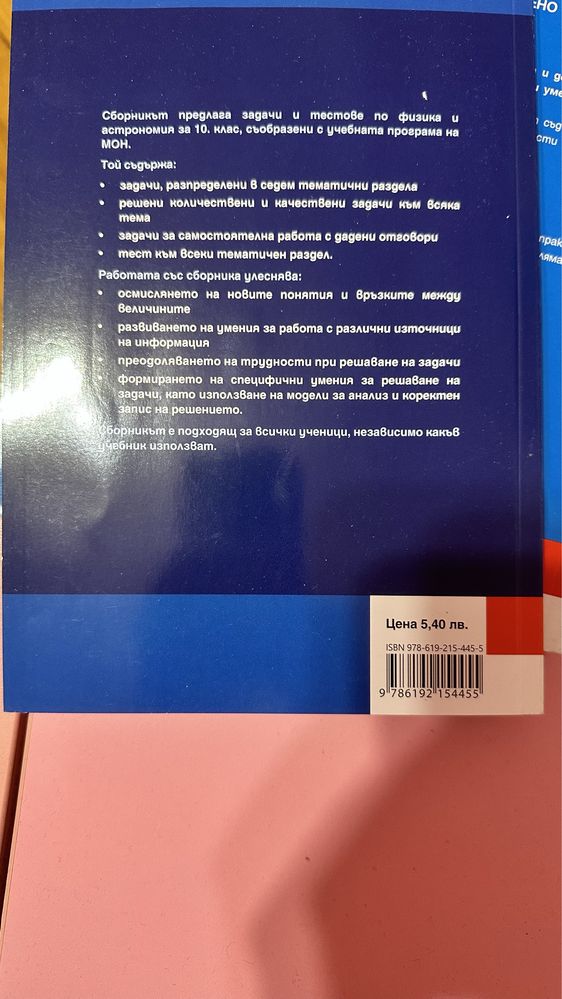 Сборникът предлага задачи и тестове по физика и
астрономия за 10. клас, съобразени с учебната програма на
МОН.
Той съдържа:
• задачи, разпределени в седем тематични раздела
• решени количествени и качествени задачи към всяка
тема
• задачи за самостоятелна работа с дадени отговори
• тест към всеки тематичен раздел.
Работата със сборника улеснява:
• осмислянето на новите понятия и връзките между
величините
• развиването на умения за работа с различни източници
на информация
• преодоляването на трудности при решаване на задачи
• формирането на специфични умения за решаване на
задачи, като използване на модели за анализ и коректен
запис на решението.
Сборникът е подходящ за всички ученици, независимо какъв
учебник използват.
Цена 5,40 лв.
ISBN 978-619-215-445-5
9 786192 154455